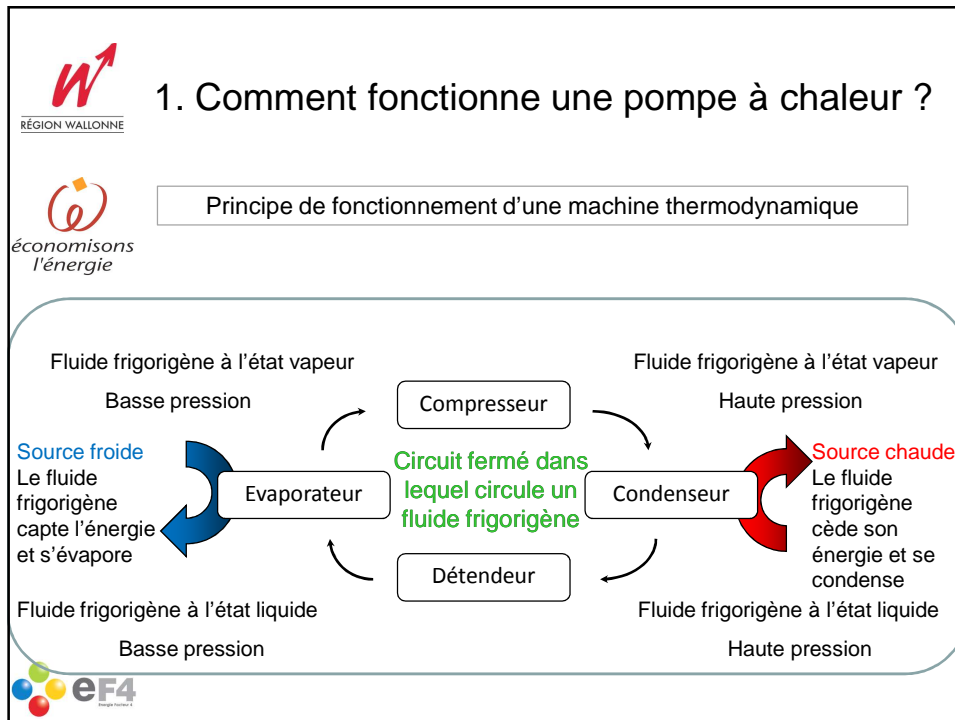 W
RÉGION WALLONNE
1. Comment fonctionne une pompe à chaleur ?
économisons
l'énergie
Principe de fonctionnement d’une machine thermodynamique
Fluide frigorigène à l’état vapeur
Basse pression
Fluide frigorigène à l’état vapeur
Haute pression
Compresseur
Source froide
Le fluide
frigorigène
capte l’énergie
et s’évapore
Evaporateur
Circuit fermé dans
lequel circule un
fluide frigorigène
Condenseur
Source chaude
Le fluide
frigorigène
cède son
énergie et se
condense
Détendeur
Fluide frigorigène à l’état liquide
Basse pression
Fluide frigorigène à l’état liquide
Haute pression
eF4
Energie Facteur 4